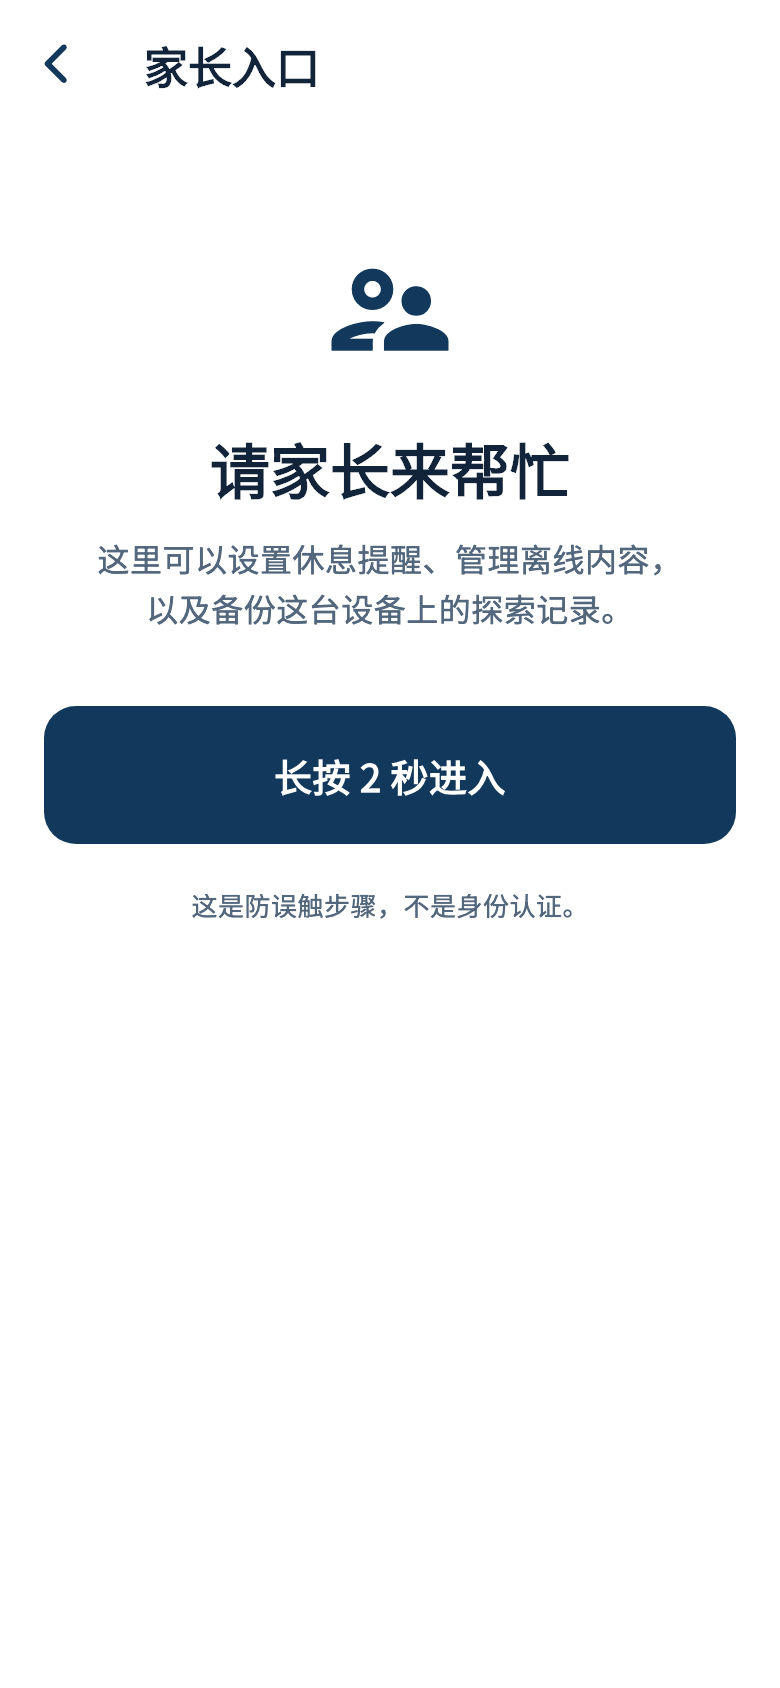 家长入口
请家长来帮忙
这里可以设置休息提醒、管理离线内容，
以及备份这台设备上的探索记录。
长按 2 秒进入
这是防误触步骤，不是身份认证。